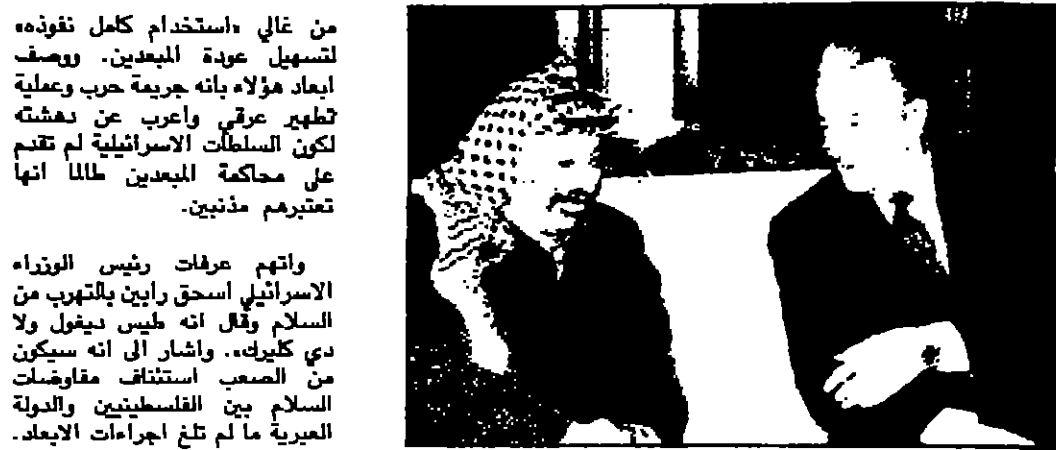 من غالي «استخدام كامل نفوذه»
لتسهيل عودة المبعدين. ووصف
ابعاد هؤلاء بانه جريمة حرب وعملية
تطهير عرقي واعرب عن دهشته
لكون السلطات الاسرائيلية لم تقدم
على محاكمة المبعدين طالما انها
تعتبرهم مذنبين.
واتهم عرفات رئيس الوزراء
الاسرائيلي اسحق رابين بالتهرب من
السلام وقال انه «ليس ديغول ولا
دي كليرك». واشار الى انه سيكون
من الصعب استئناف مفاوضات
السلام بين الفلسطينيين والدولة
العبرية ما لم تلغ اجراءات الابعاد.